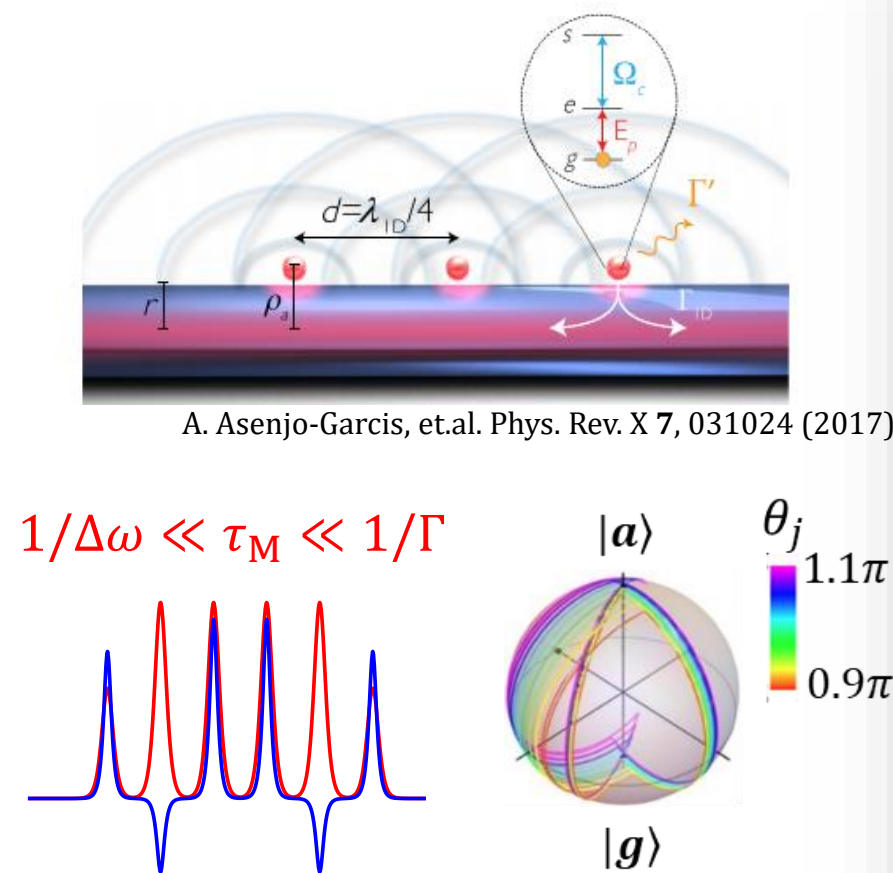 s
Ω_c
e
E_p
g
Γ′
d=λ_1D/4
r
ρ_a
Γ_1D
A. Asenjo-Garcis, et.al. Phys. Rev. X 7, 031024 (2017)
1/Δω ≪ τ_M ≪ 1/Γ
|a⟩
θ_j
1.1π
0.9π
|g⟩